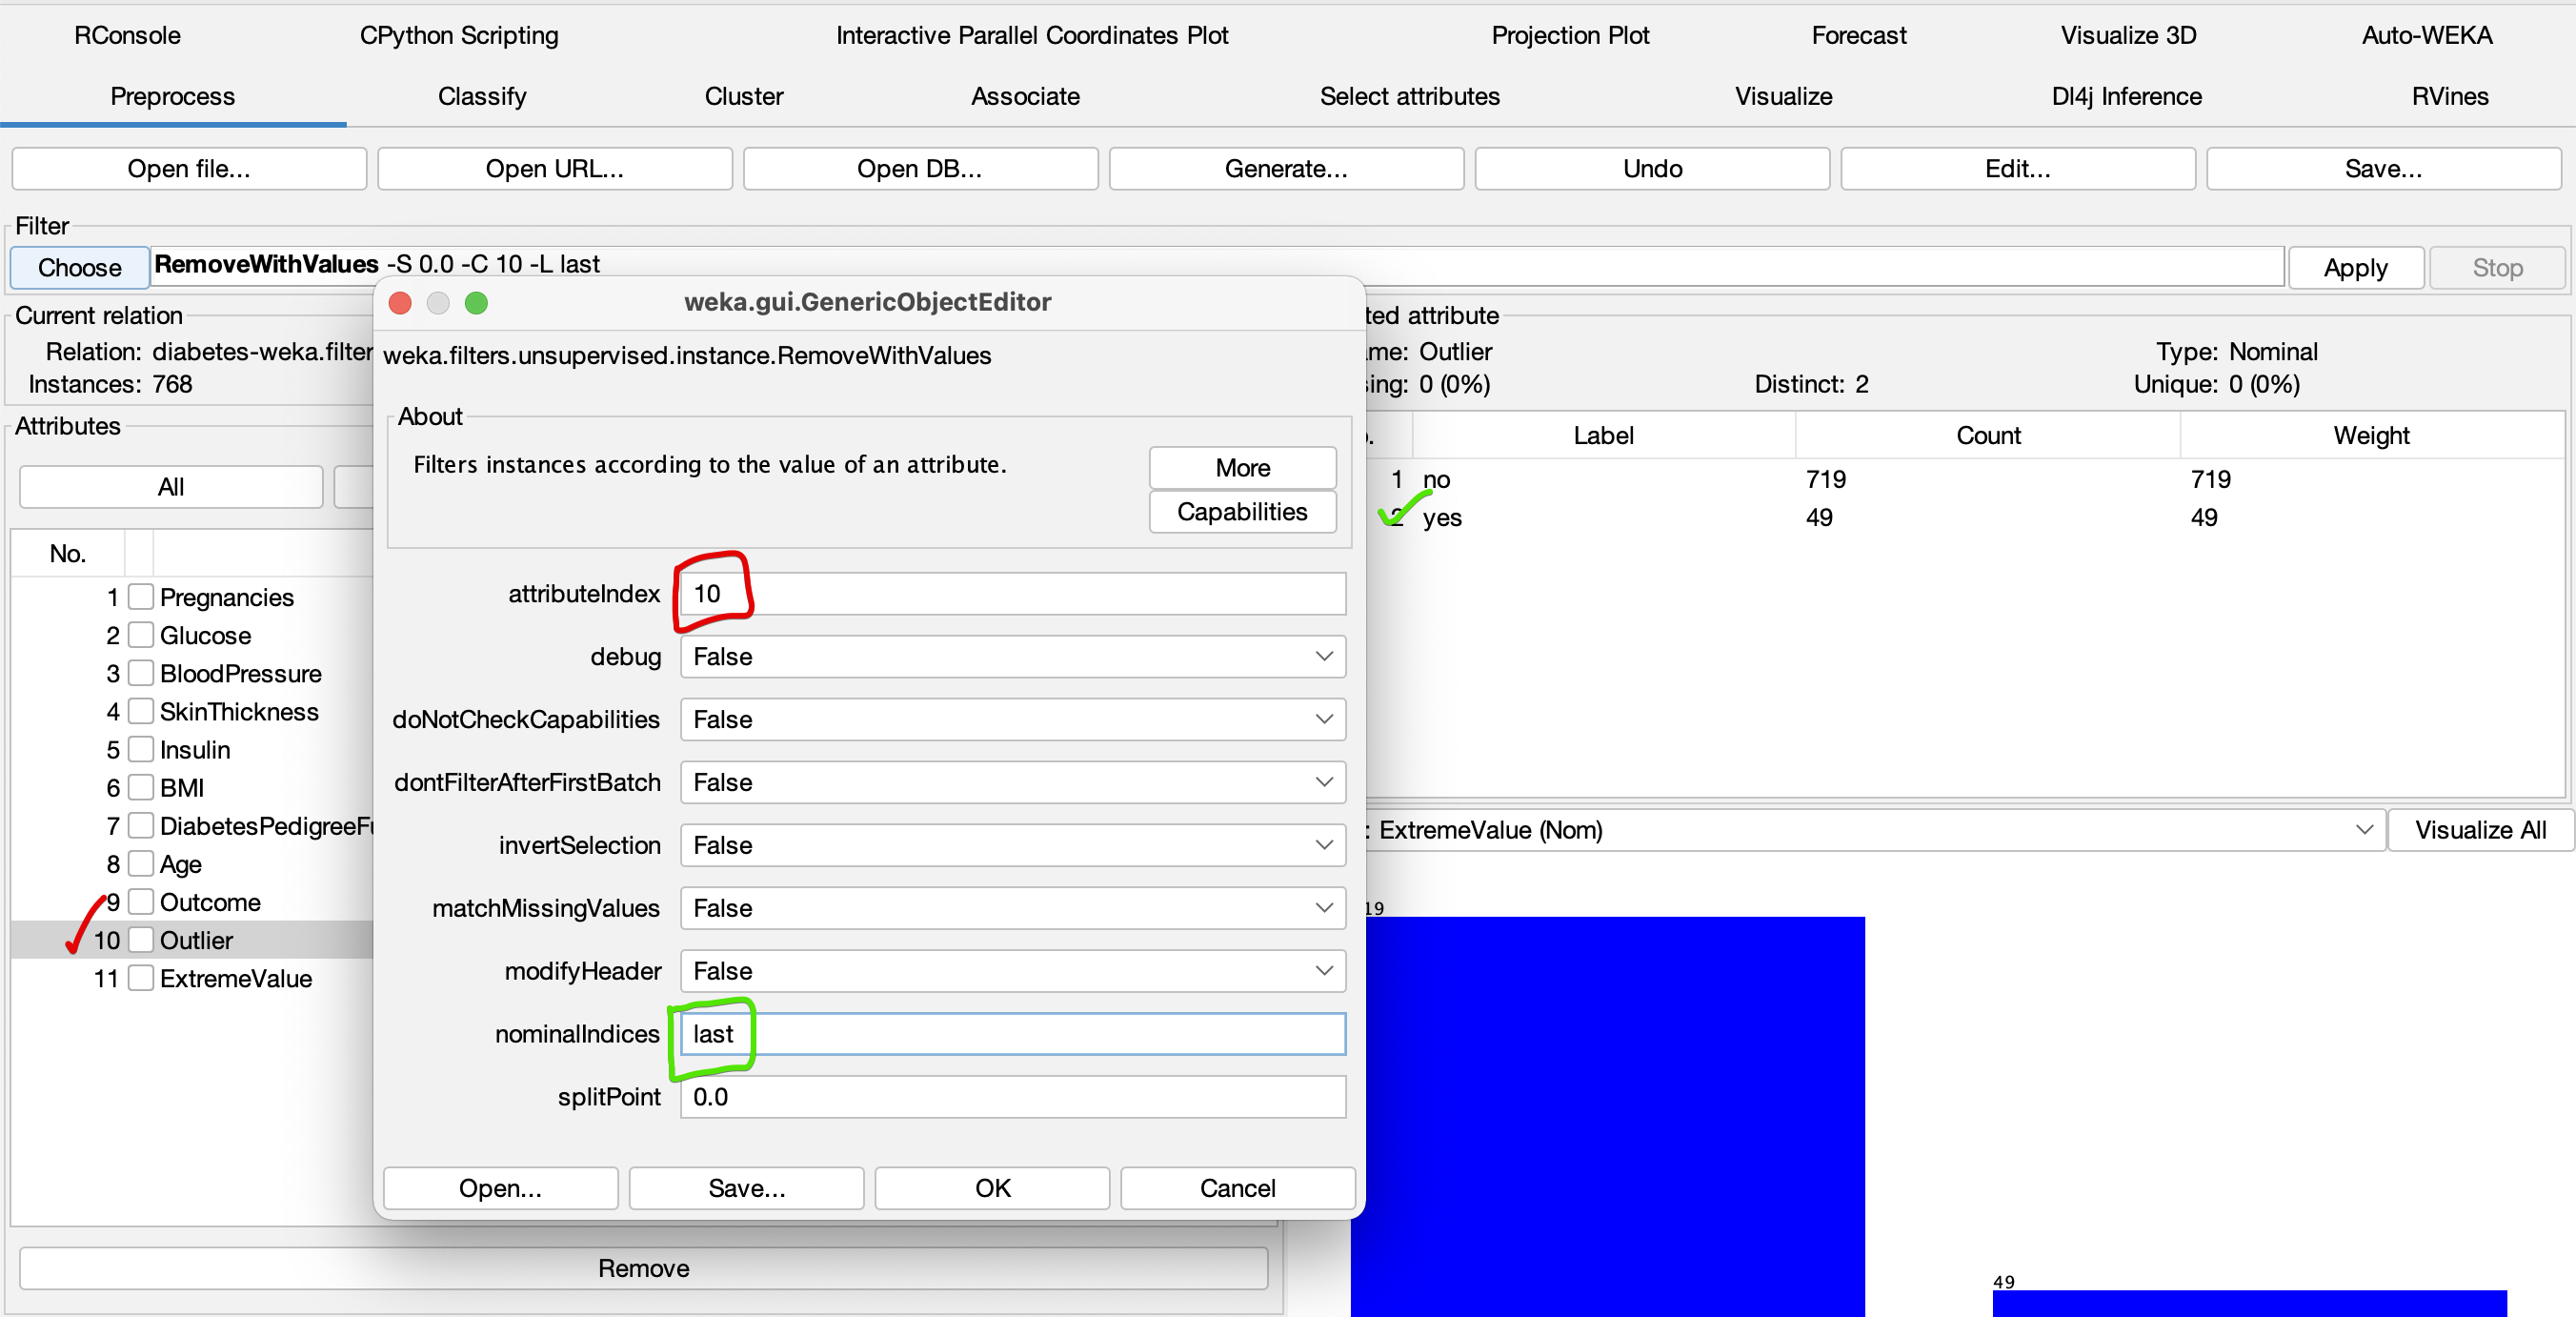 RConsole CPython Scripting Interactive Parallel Coordinates Plot Projection Plot Forecast Visualize 3D Auto-WEKA
Preprocess Classify Cluster Associate Select attributes Visualize Dl4j Inference RVines
Open file... Open URL... Open DB... Generate... Undo Edit... Save...
Filter
Choose RemoveWithValues -S 0.0 -C 10 -L last Apply Stop
Current relation
Relation: diabetes-weka.filter
Instances: 768
Attributes
All
No.
1 Pregnancies
2 Glucose
3 BloodPressure
4 SkinThickness
5 Insulin
6 BMI
7 DiabetesPedigreeFu
8 Age
9 Outcome
10 Outlier
11 ExtremeValue
Remove
weka.gui.GenericObjectEditor
weka.filters.unsupervised.instance.RemoveWithValues
About
Filters instances according to the value of an attribute.
More
Capabilities
attributeIndex 10
debug False
doNotCheckCapabilities False
dontFilterAfterFirstBatch False
invertSelection False
matchMissingValues False
modifyHeader False
nominalIndices last
splitPoint 0.0
Open... Save... OK Cancel
ted attribute
me: Outlier Type: Nominal
sing: 0 (0%) Distinct: 2 Unique: 0 (0%)
. Label Count Weight
1 no 719 719
2 yes 49 49
: ExtremeValue (Nom) Visualize All
19
49